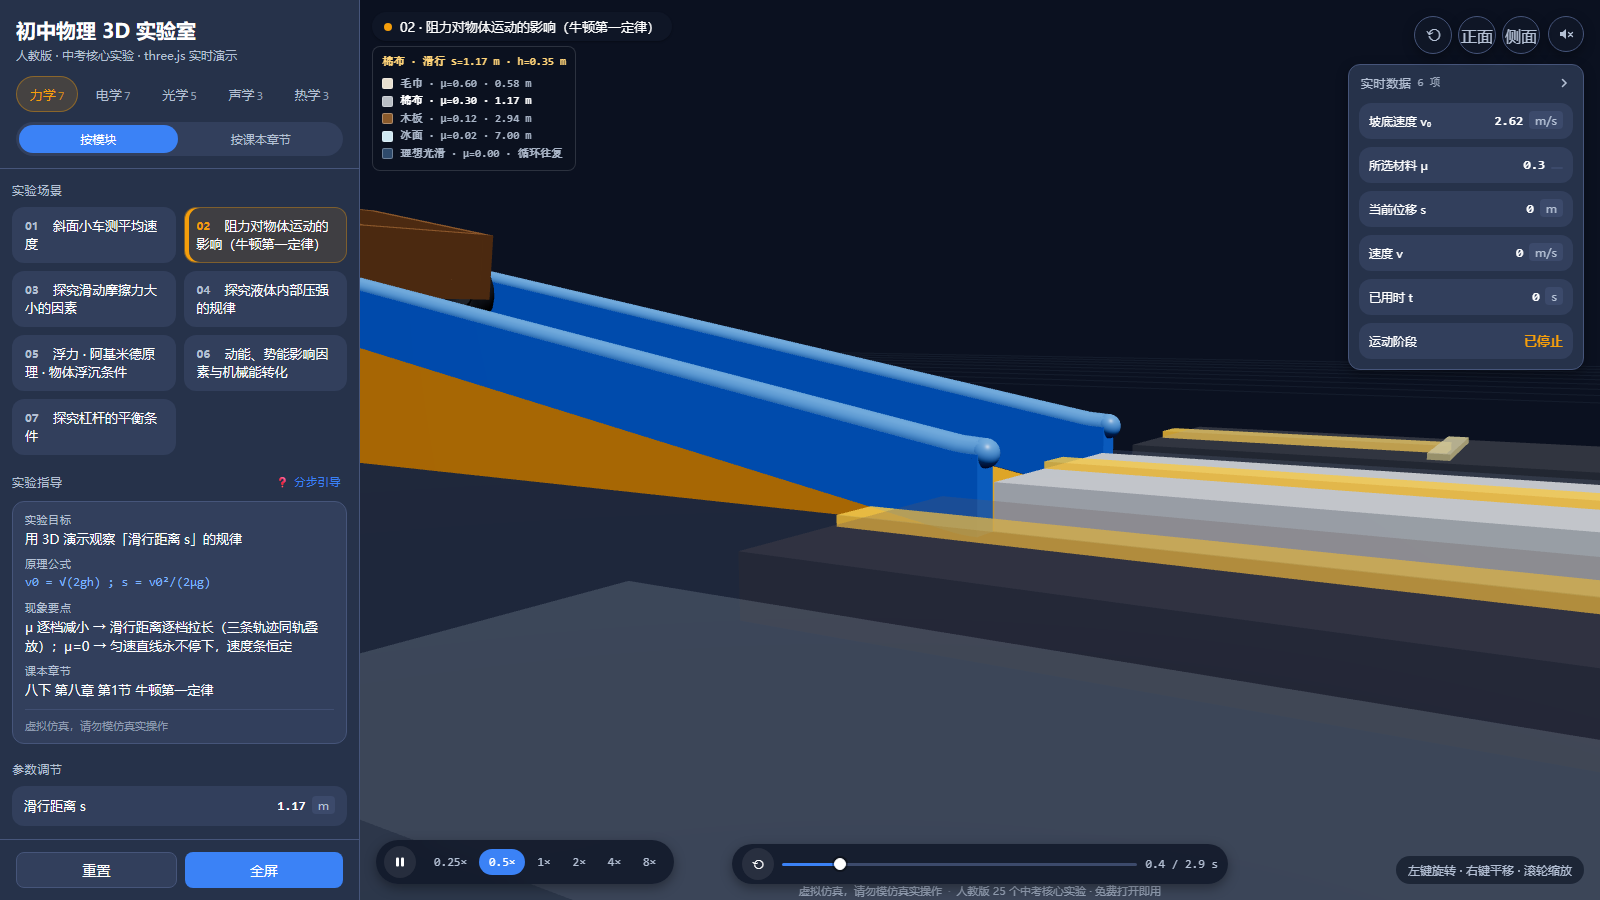 初中物理 3D 实验室
人教版 · 中考核心实验 · three.js 实时演示
力学 7
电学 7
光学 5
声学 3
热学 3
按模块
按课本章节
实验场景
01 斜面小车测平均速
度
02 阻力对物体运动的
影响（牛顿第一定律）
03 探究滑动摩擦力大
小的因素
04 探究液体内部压强
的规律
05 浮力 · 阿基米德原
理 · 物体浮沉条件
06 动能、势能影响因
素与机械能转化
07 探究杠杆的平衡条
件
实验指导
❓ 分步引导
实验目标
用 3D 演示观察「滑行距离 s」的规律
原理公式
v0 = √(2gh) ; s = v0²/(2μg)
现象要点
μ 逐档减小 → 滑行距离逐档拉长（三条轨迹同轨叠
放）; μ=0 → 匀速直线永不停下，速度条恒定
课本章节
八下 第八章 第1节 牛顿第一定律
虚拟仿真，请勿模仿真实操作
参数调节
滑行距离 s 1.17 m
重置
全屏
02 · 阻力对物体运动的影响（牛顿第一定律）
棉布 · 滑行 s=1.17 m · h=0.35 m
毛巾 · μ=0.60 · 0.58 m
棉布 · μ=0.30 · 1.17 m
木板 · μ=0.12 · 2.94 m
冰面 · μ=0.02 · 7.00 m
理想光滑 · μ=0.00 · 循环往复
正面
侧面
实时数据 6 项
坡底速度 v₀ 2.62 m/s
所选材料 μ 0.3
当前位移 s 0 m
速度 v 0 m/s
已用时 t 0 s
运动阶段 已停止
0.25×
0.5×
1×
2×
4×
8×
0.4 / 2.9 s
虚拟仿真，请勿模仿真实操作 · 人教版 25 个中考核心实验 · 免费打开即用
左键旋转 · 右键平移 · 滚轮缩放